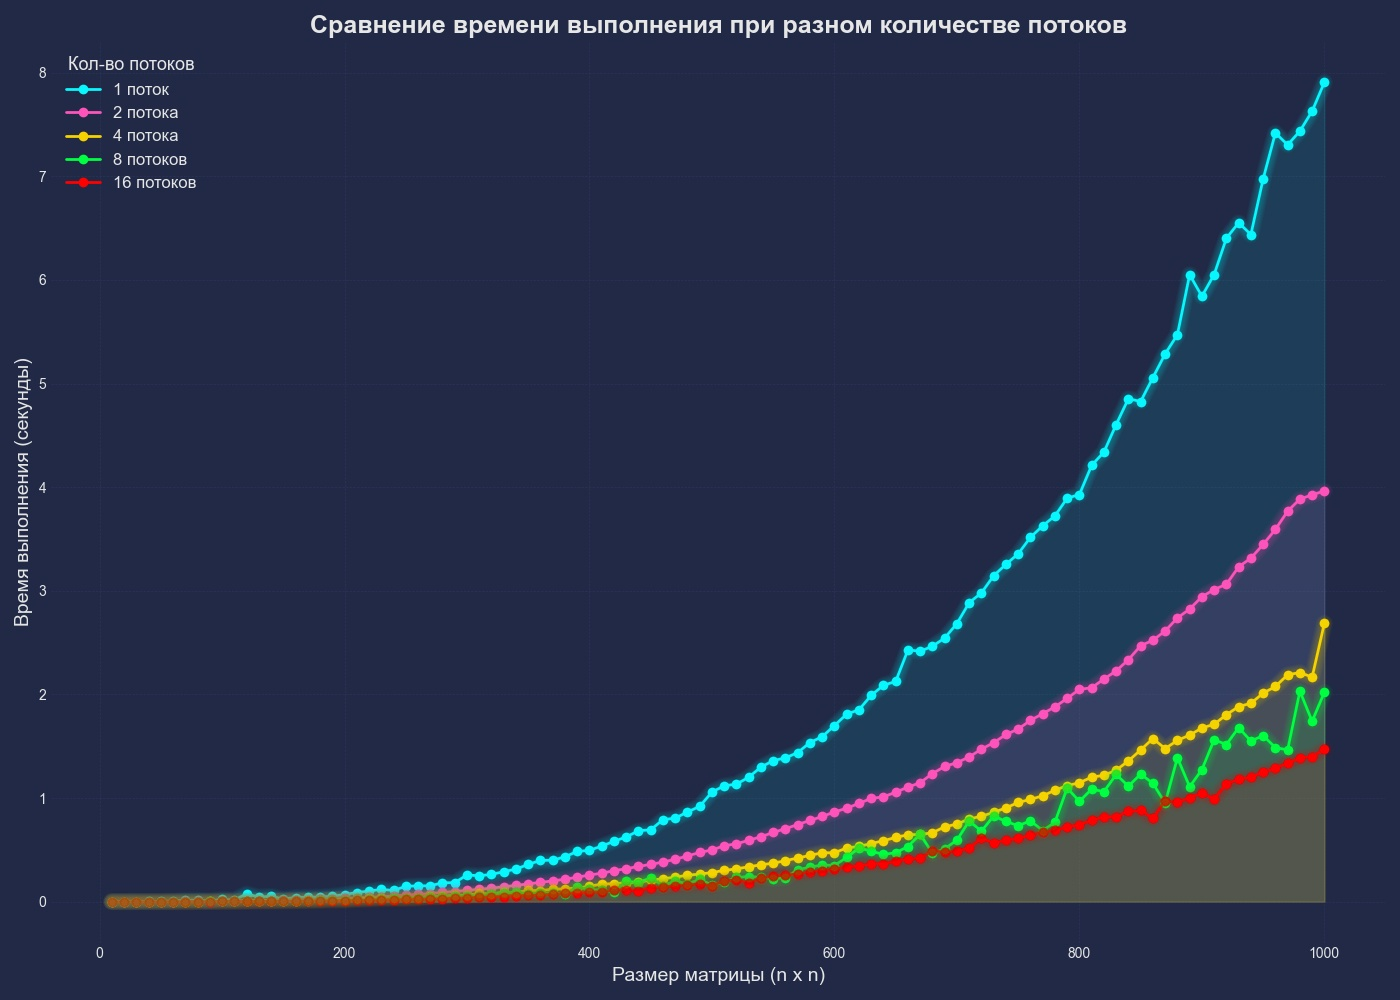 Сравнение времени выполнения при разном количестве потоков
Кол-во потоков
1 поток
2 потока
4 потока
8 потоков
16 потоков
Время выполнения (секунды)
8
7
6
5
4
3
2
1
0
0
200
400
600
800
1000
Размер матрицы (n x n)